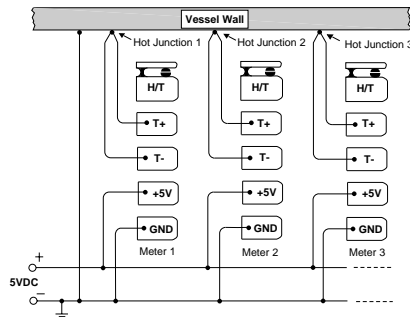 Vessel Wall
Hot Junction 1
Hot Junction 2
Hot Junction 3
H/T
H/T
H/T
T+
T+
T+
T-
T-
T-
+5V
+5V
+5V
GND
GND
GND
Meter 1
Meter 2
Meter 3
+
5VDC
−